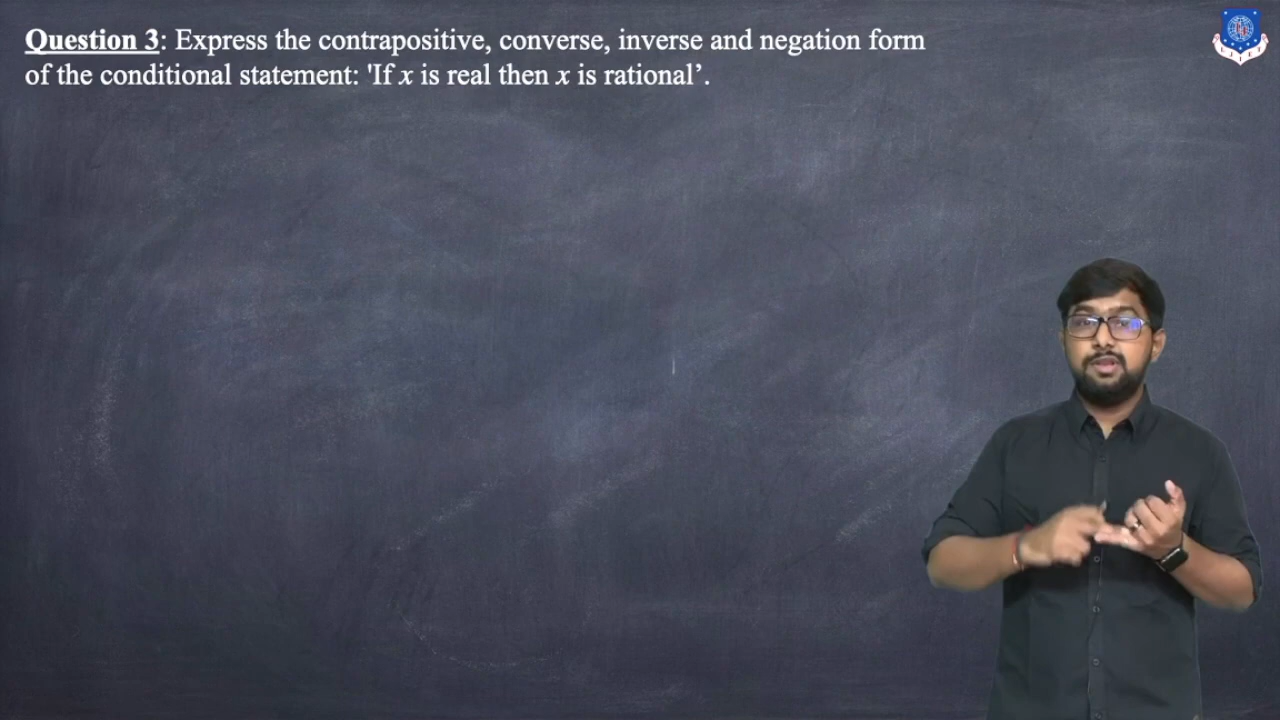 Question 3: Express the contrapositive, converse, inverse and negation form
of the conditional statement: 'If x is real then x is rational’.